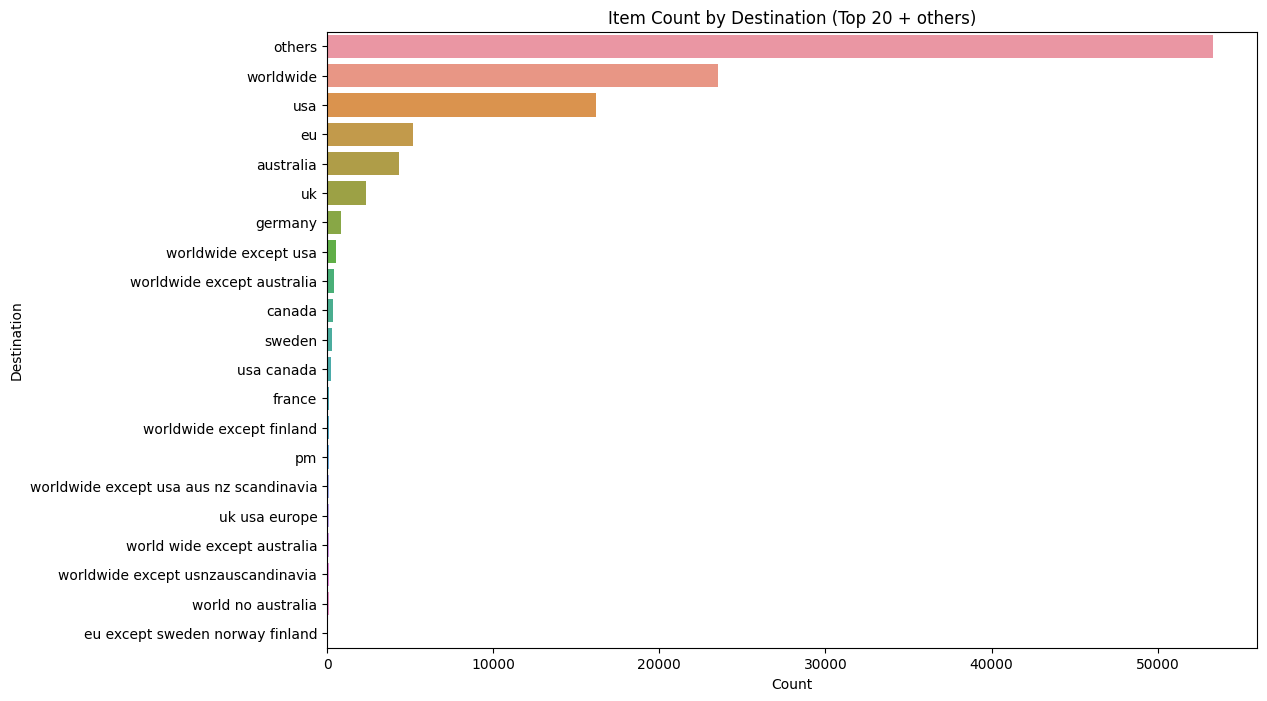 Item Count by Destination (Top 20 + others)
others
worldwide
usa
eu
australia
uk
germany
worldwide except usa
worldwide except australia
canada
sweden
usa canada
france
worldwide except finland
pm
worldwide except usa aus nz scandinavia
uk usa europe
world wide except australia
worldwide except usnzauscandinavia
world no australia
eu except sweden norway finland
Destination
0 10000 20000 30000 40000 50000
Count